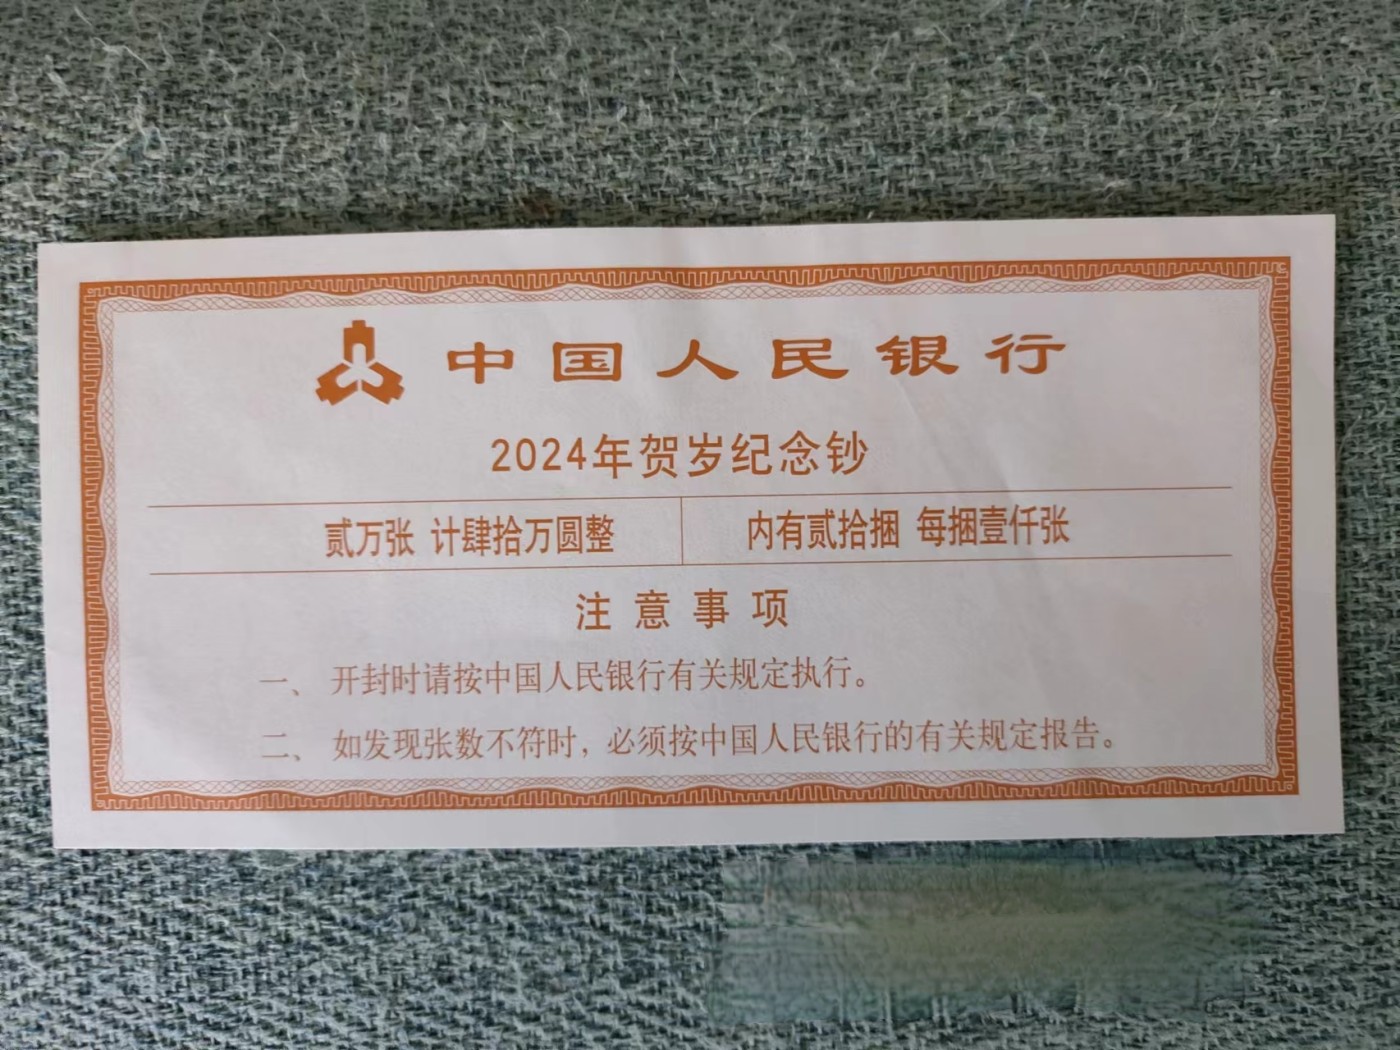 中国人民银行
2024年贺岁纪念钞
贰万张 计肆拾万圆整 内有贰拾捆 每捆壹仟张
注意事项
一、 开封时请按中国人民银行有关规定执行。
二、 如发现张数不符时，必须按中国人民银行的有关规定报告。